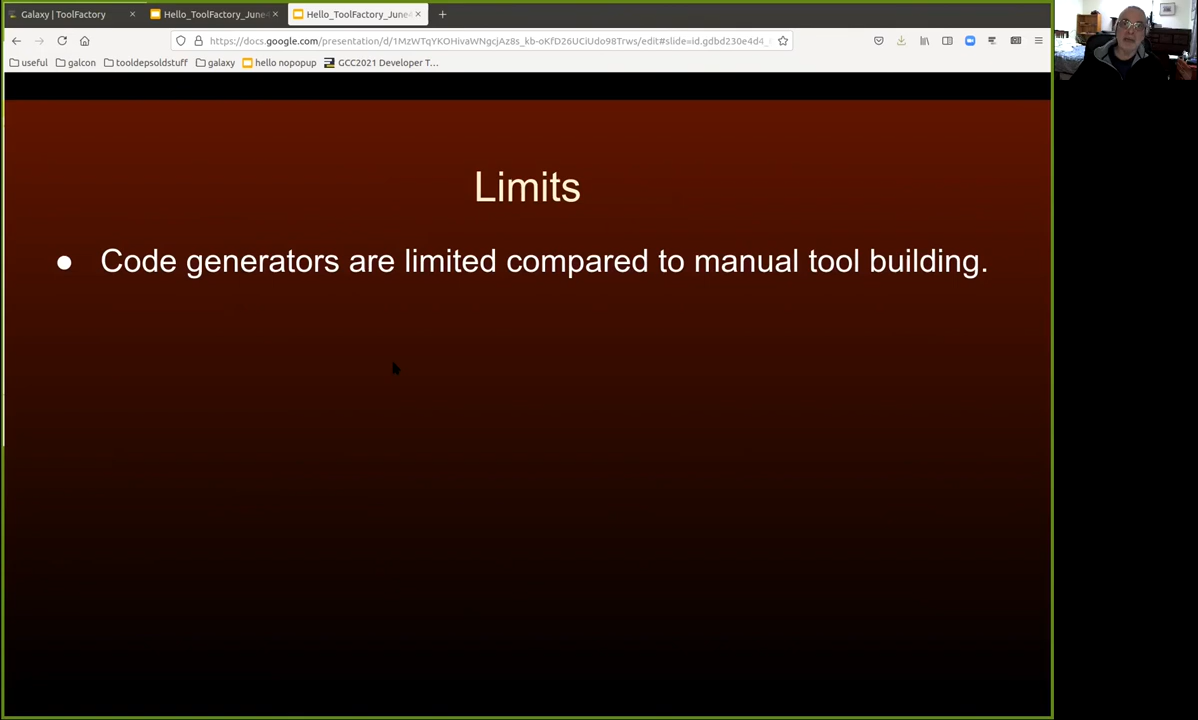 Galaxy | ToolFactory
Hello_ToolFactory_June
Hello_ToolFactory_June
https://docs.google.com/presentation/d/1MzWTqYKOHivaWNgcjAz8s_kb-oKfD26UCiUdo98Trws/edit#slide=id.gdbd230e4d4_
useful
galcon
tooldepsoldstuff
galaxy
hello nopopup
GCC2021 Developer T...
Limits
● Code generators are limited compared to manual tool building.